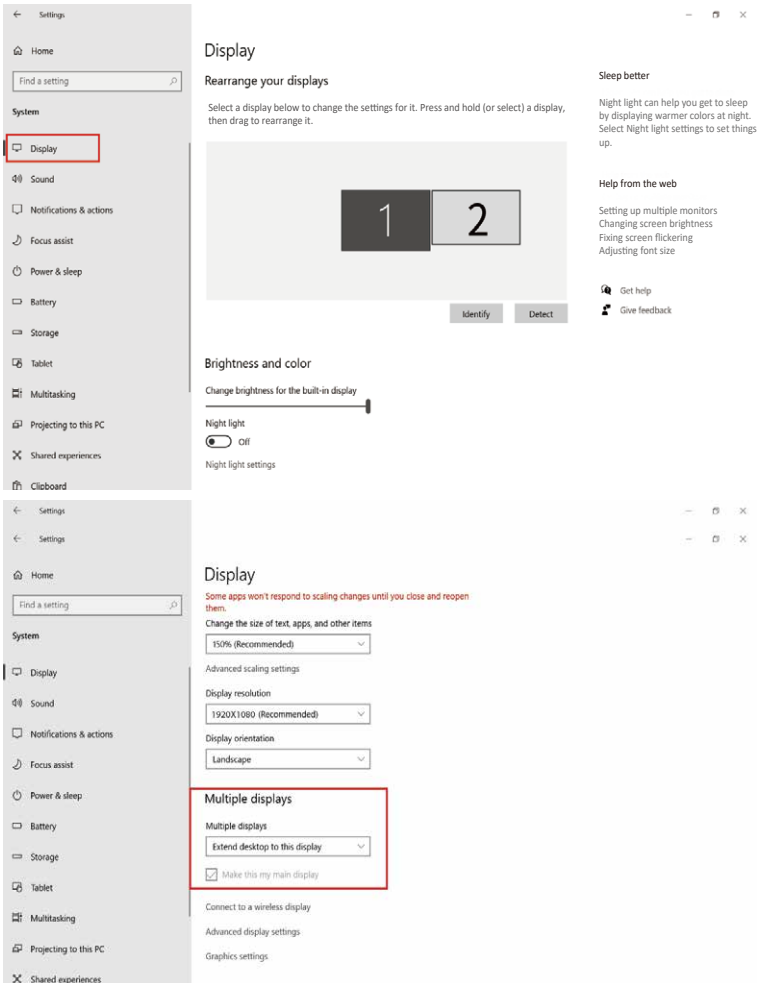 Settings
Home
Find a setting
System
Display
Sound
Notifications & actions
Focus assist
Power & sleep
Battery
Storage
Tablet
Multitasking
Projecting to this PC
Shared experiences
Clipboard
Display
Rearrange your displays
Select a display below to change the settings for it. Press and hold (or select) a display,
then drag to rearrange it.
1
2
Identify
Detect
Brightness and color
Change brightness for the built-in display
Night light
Off
Night light settings
Sleep better
Night light can help you get to sleep
by displaying warmer colors at night.
Select Night light settings to set things
up.
Help from the web
Setting up multiple monitors
Changing screen brightness
Fixing screen flickering
Adjusting font size
Get help
Give feedback
Settings
Settings
Home
Find a setting
System
Display
Sound
Notifications & actions
Focus assist
Power & sleep
Battery
Storage
Tablet
Multitasking
Projecting to this PC
Shared experiences
Display
Some apps won't respond to scaling changes until you close and reopen
them.
Change the size of text, apps, and other items
150% (Recommended)
Advanced scaling settings
Display resolution
1920X1080 (Recommended)
Display orientation
Landscape
Multiple displays
Multiple displays
Extend desktop to this display
Make this my main display
Connect to a wireless display
Advanced display settings
Graphics settings